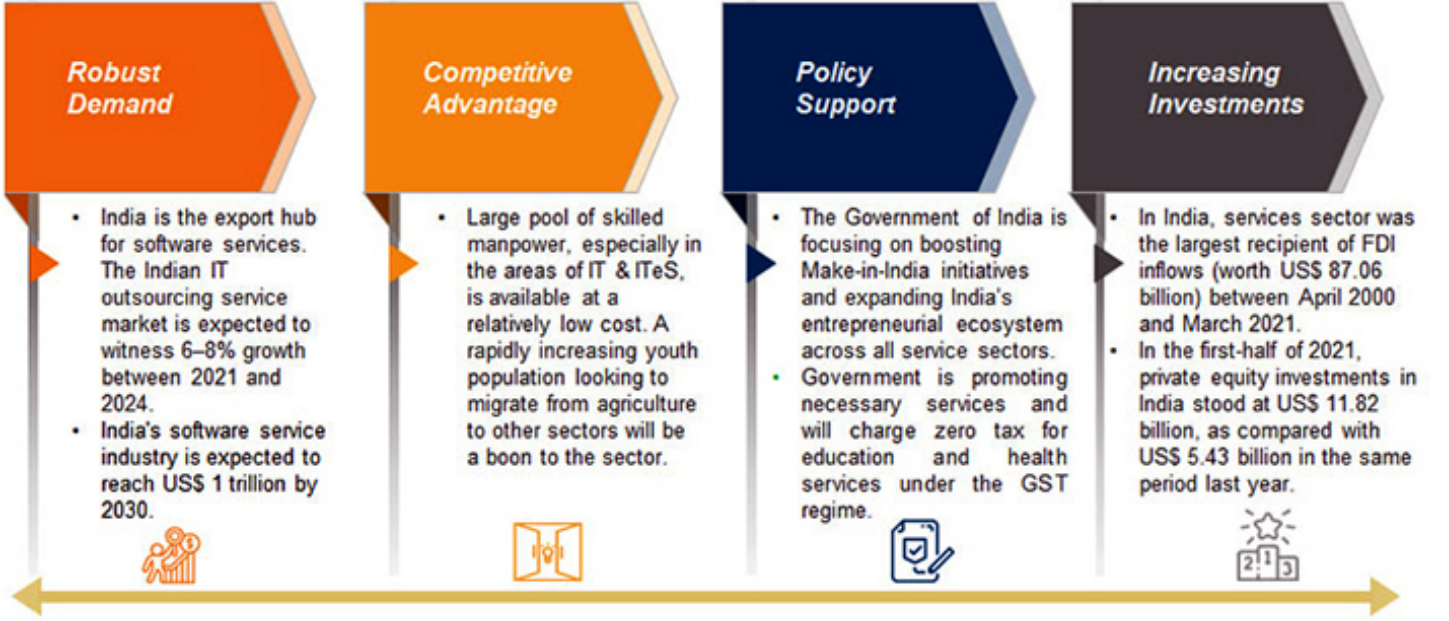 Robust
Demand
• India is the export hub
for software services.
The Indian IT
outsourcing service
market is expected to
witness 6–8% growth
between 2021 and
2024.
• India's software service
industry is expected to
reach US$ 1 trillion by
2030.
Competitive
Advantage
• Large pool of skilled
manpower, especially in
the areas of IT & ITeS,
is available at a
relatively low cost. A
rapidly increasing youth
population looking to
migrate from agriculture
to other sectors will be
a boon to the sector.
Policy
Support
• The Government of India is
focusing on boosting
Make-in-India initiatives
and expanding India's
entrepreneurial ecosystem
across all service sectors.
• Government is promoting
necessary services and
will charge zero tax for
education and health
services under the GST
regime.
Increasing
Investments
• In India, services sector was
the largest recipient of FDI
inflows (worth US$ 87.06
billion) between April 2000
and March 2021.
• In the first-half of 2021,
private equity investments in
India stood at US$ 11.82
billion, as compared with
US$ 5.43 billion in the same
period last year.
$
2 1 3